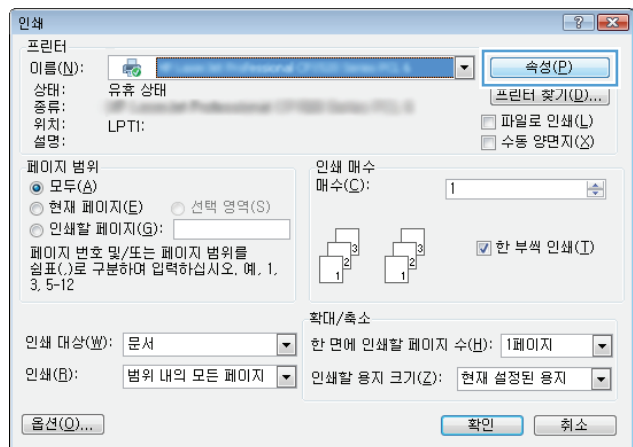 인쇄
프린터
이름(N):
속성(P)
상태: 유휴 상태
프린터 찾기(D)...
종류:
위치: LPT1:
파일로 인쇄(L)
설명:
수동 양면지(X)
페이지 범위
모두(A)
현재 페이지(E) 선택 영역(S)
인쇄할 페이지(G):
페이지 번호 및/또는 페이지 범위를
쉼표(,)로 구분하여 입력하십시오. 예, 1,
3, 5-12
인쇄 매수
매수(C): 1
1 2 3 1 2 3
한 부씩 인쇄(T)
인쇄 대상(W): 문서
인쇄(R): 범위 내의 모든 페이지
확대/축소
한 면에 인쇄할 페이지 수(H): 1페이지
인쇄할 용지 크기(Z): 현재 설정된 용지
옵션(O)...
확인 취소